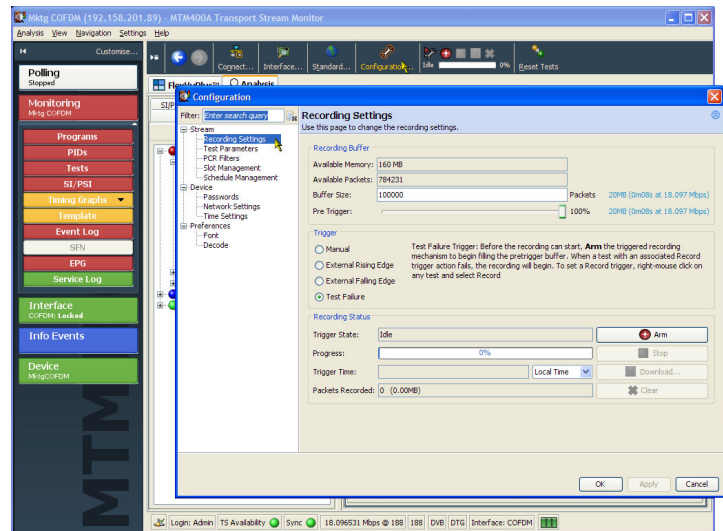 Mktg COFDM (192.158.201.89) - MTM400A Transport Stream Monitor
Analysis View Navigation Settings Help
Customise...
Connect...
Interface...
Standard...
Configuration...
Idle
0%
Reset Tests
Polling
Stopped
Analysis
Monitoring
Mktg COFDM
Programs
PIDs
Tests
SI/PSI
Timing Graphs
Template
Event Log
SFN
EPG
Service Log
Interface
COFDM: Locked
Info Events
Device
MktgCOFDM
MTM
Configuration
Filter: Enter search query
Stream
Recording Settings
Test Parameters
PCR Filters
Slot Management
Schedule Management
Device
Passwords
Network Settings
Time Settings
Preferences
Font
Decode
Recording Settings
Use this page to change the recording settings.
Recording Buffer
Available Memory: 160 MB
Available Packets: 784231
Buffer Size: 100000 Packets 20MB (0m08s at 18.097 Mbps)
Pre Trigger: 100% 20MB (0m08s at 18.097 Mbps)
Trigger
Manual
External Rising Edge
External Falling Edge
Test Failure
Test Failure Trigger: Before the recording can start, Arm the triggered recording
mechanism to begin filling the pretrigger buffer. When a test with an associated Record
trigger action fails, the recording will begin. To set a Record trigger, right-mouse click on
any test and select Record
Recording Status
Trigger State: Idle Arm
Progress: 0% Stop
Trigger Time: Local Time Download...
Packets Recorded: 0 (0.00MB) Clear
OK Apply Cancel
Login: Admin TS Availability Sync 18.096531 Mbps @ 188 188 DVB DTG Interface: COFDM